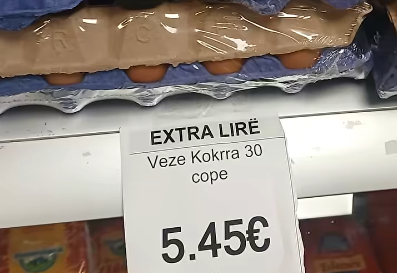 EXTRA LIRË
Veze Kokrra 30
cope
5.45€